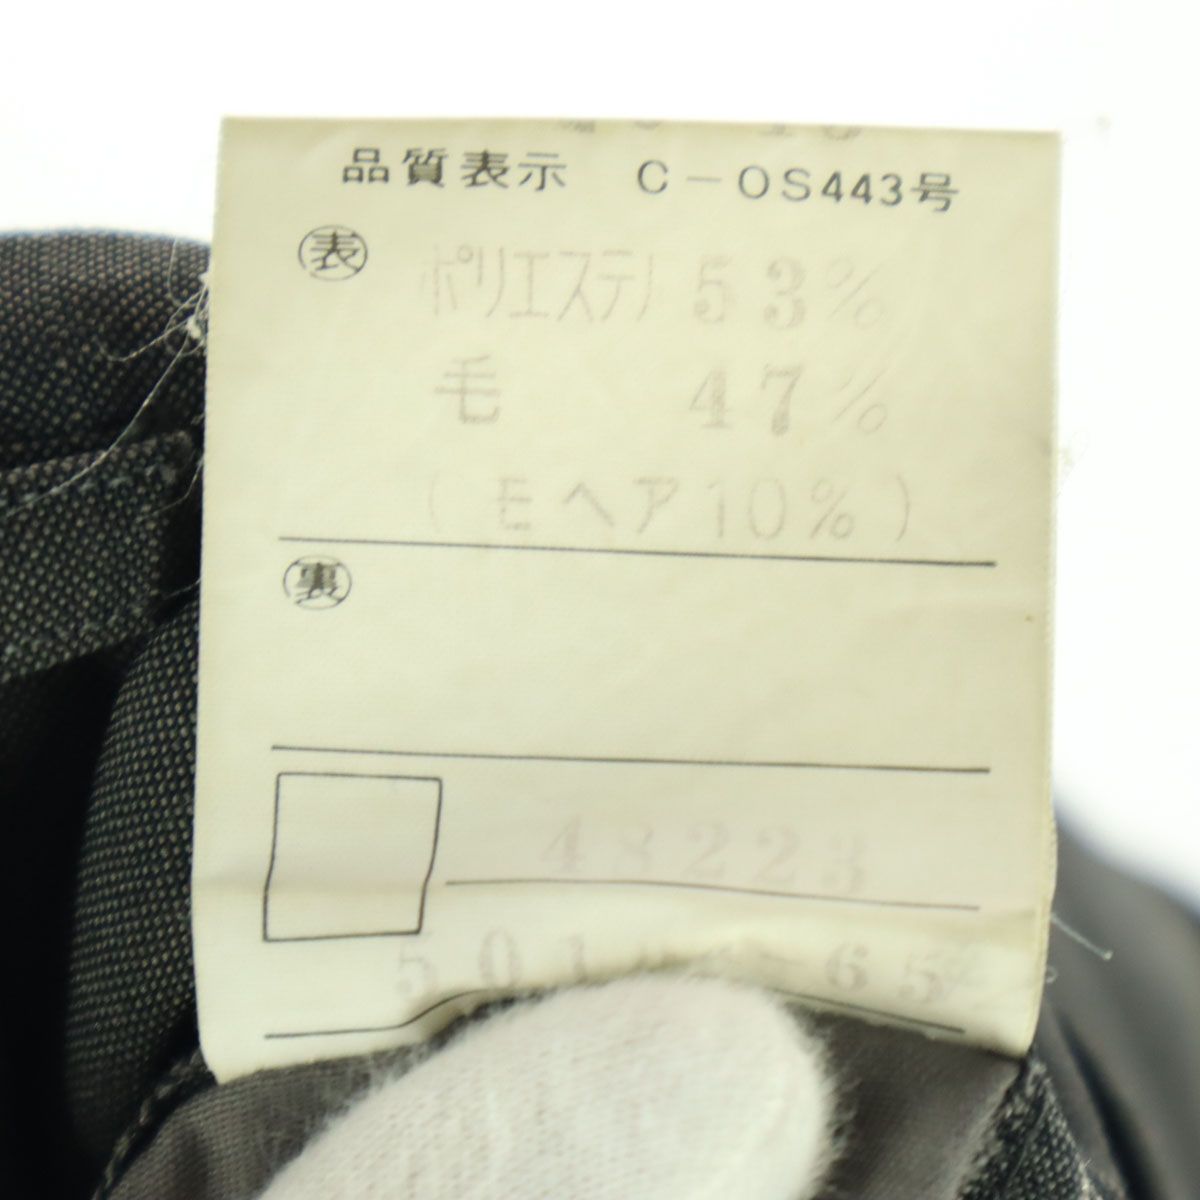 品質表示 C-OS443号
表 ポリエステル 53%
毛 47%
(モヘア10%)
裏
48223